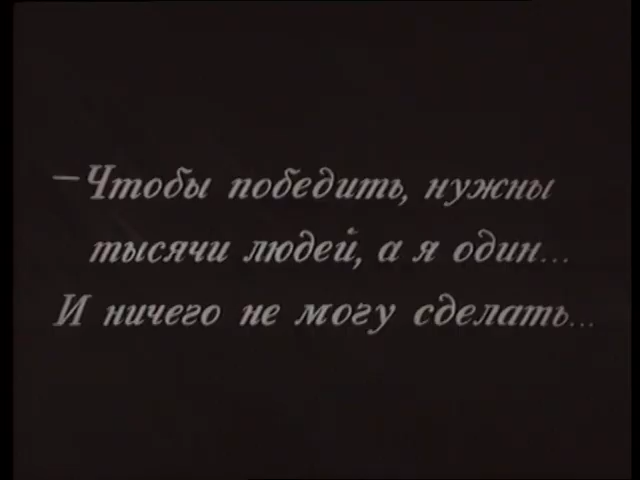 — Чтобы победить, нужны
тысячи людей, а я один...
И ничего не могу сделать...